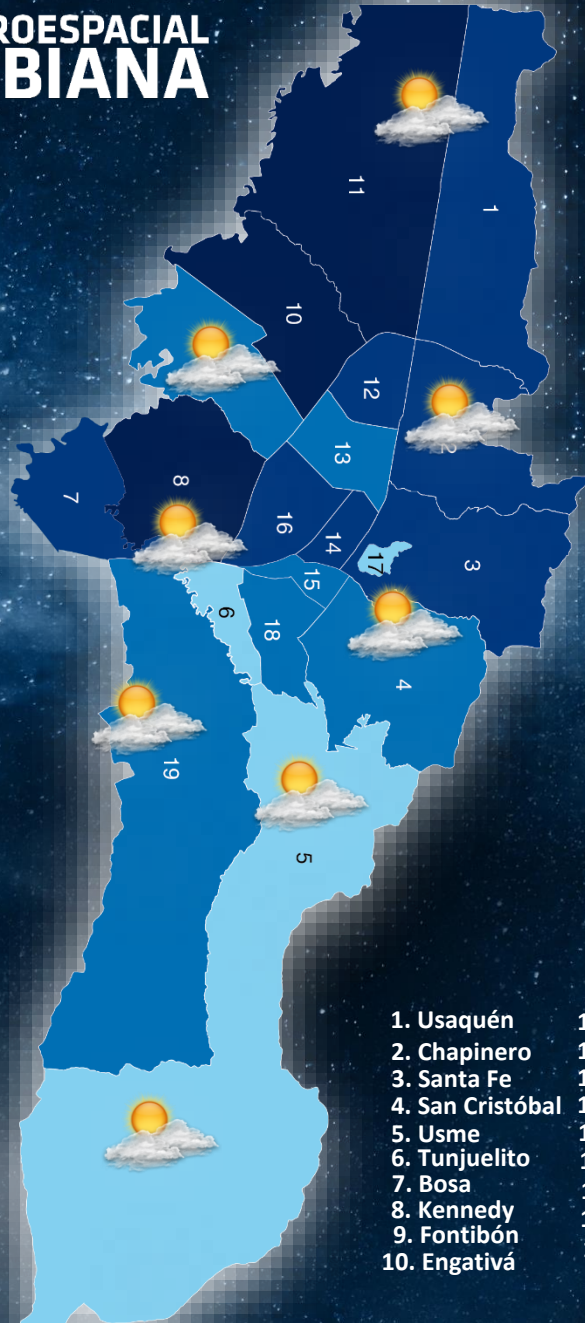 ROESPACIAL
BIANA
11
1
10
12
2
13
8
7
16
14
17
3
15
6
18
4
19
5
1. Usaquén
2. Chapinero
3. Santa Fe
4. San Cristóbal
5. Usme
6. Tunjuelito
7. Bosa
8. Kennedy
9. Fontibón
10. Engativá